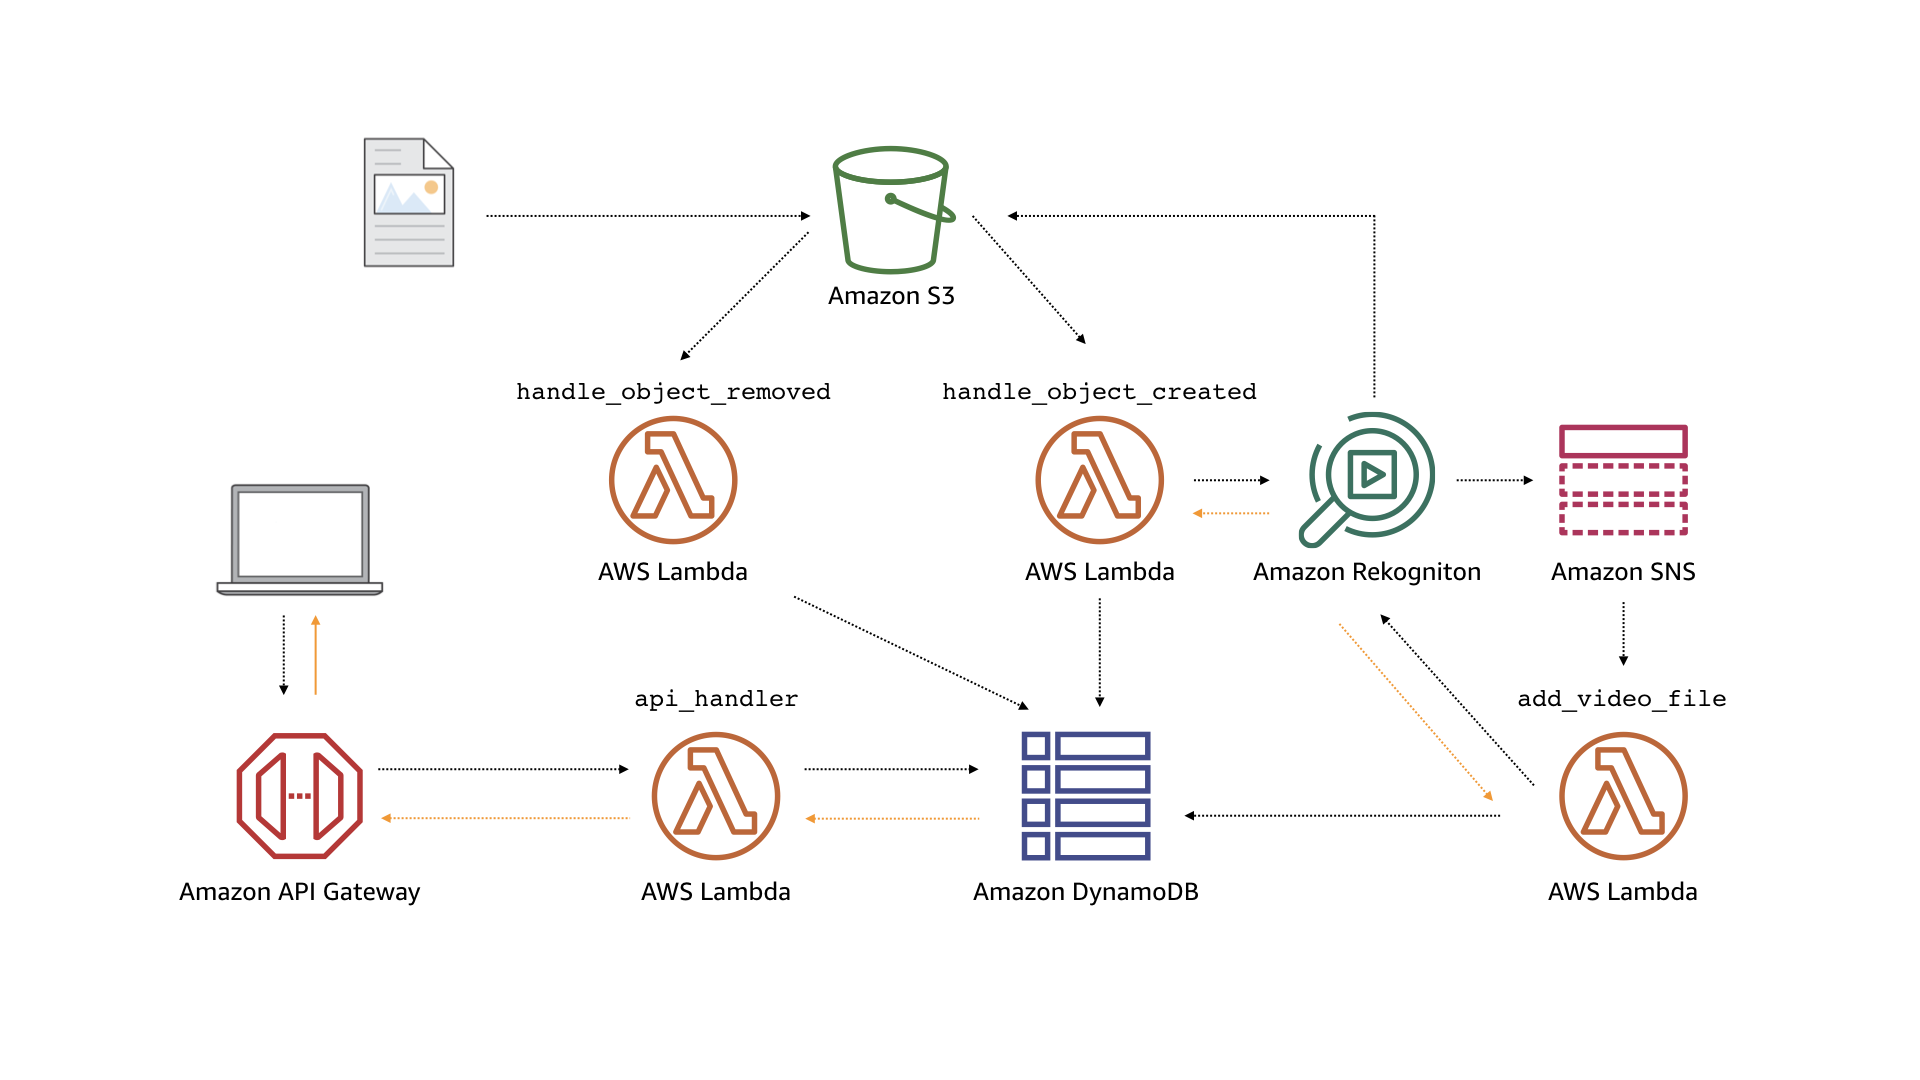 Amazon S3
handle_object_removed
handle_object_created
AWS Lambda
AWS Lambda
Amazon Rekogniton
Amazon SNS
api_handler
add_video_file
Amazon API Gateway
AWS Lambda
Amazon DynamoDB
AWS Lambda